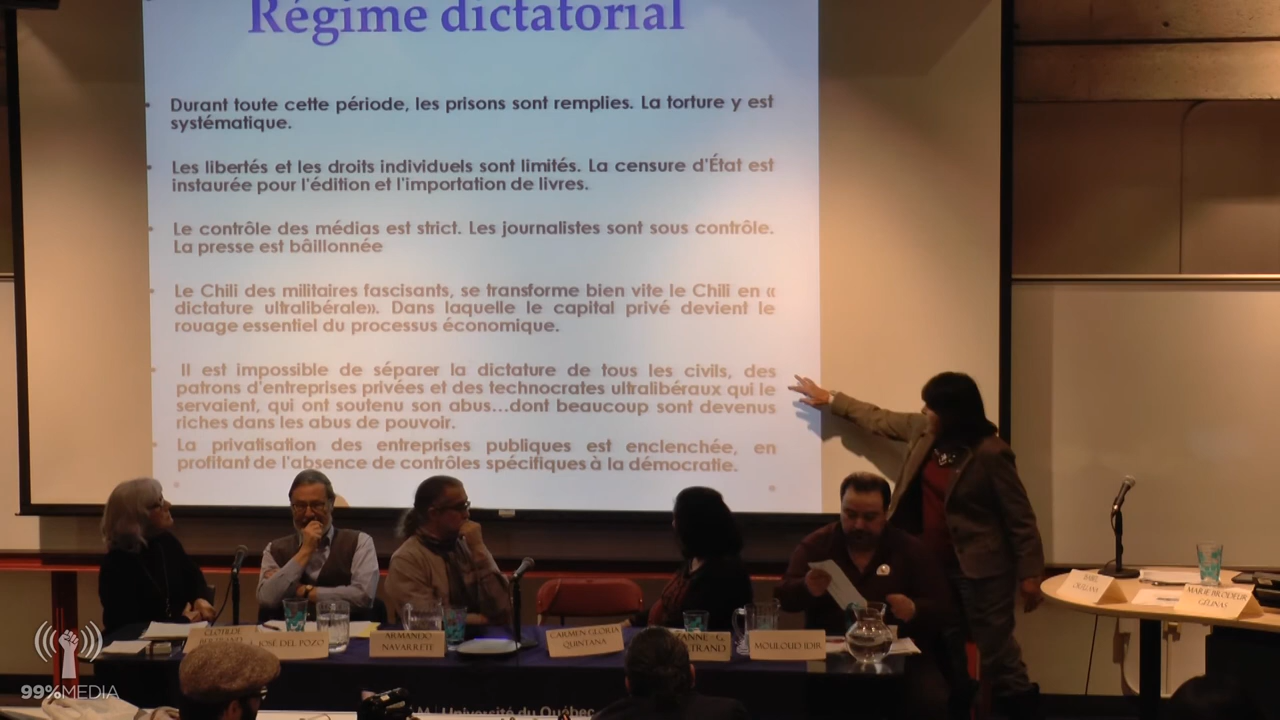 Régime dictatorial
Durant toute cette période, les prisons sont remplies. La torture y est
systématique.
Les libertés et les droits individuels sont limités. La censure d'État est
instaurée pour l'édition et l'importation de livres.
Le contrôle des médias est strict. Les journalistes sont sous contrôle.
La presse est bâillonnée
Le Chili des militaires fascisants, se transforme bien vite le Chili en «
dictature ultralibérale». Dans laquelle le capital privé devient le
rouage essentiel du processus économique.
Il est impossible de séparer la dictature de tous les civils, des
patrons d'entreprises privées et des technocrates ultralibéraux qui le
servaient, qui ont soutenu son abus...dont beaucoup sont devenus
riches dans les abus de pouvoir.
La privatisation des entreprises publiques est enclenchée, en
profitant de l'absence de contrôles spécifiques à la démocratie.
CLOTILDE
JOSÉ DEL POZO
ARMANDO
NAVARRETE
CARMEN GLORIA
QUINTANA
MOULOUD IDIR
MARIE BRODEUR
GÉLINAS
99%MEDIA
Université du Québec